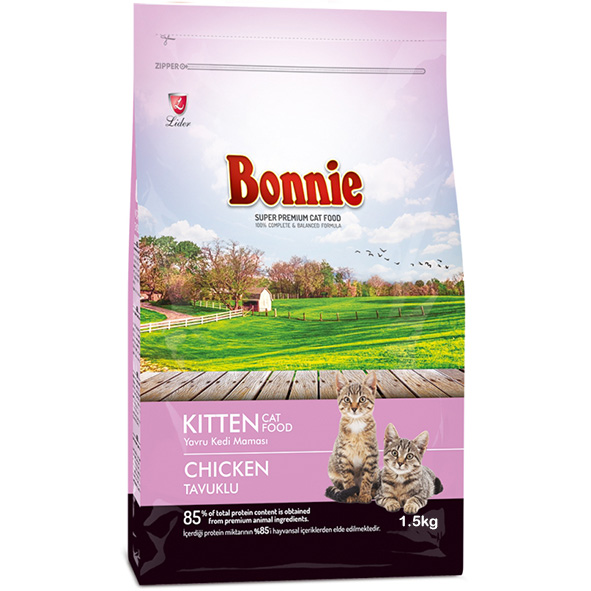 ZIPPER
Lider
Bonnie
SUPER PREMIUM CAT FOOD
100% COMPLETE & BALANCED FORMULA
KITTEN CAT FOOD
Yavru Kedi Maması
CHICKEN
TAVUKLU
85% of total protein content is obtained
from premium animal ingredients.
İçerdiği protein miktarının %85'i hayvansal içeriklerden elde edilmektedir.
1.5kg